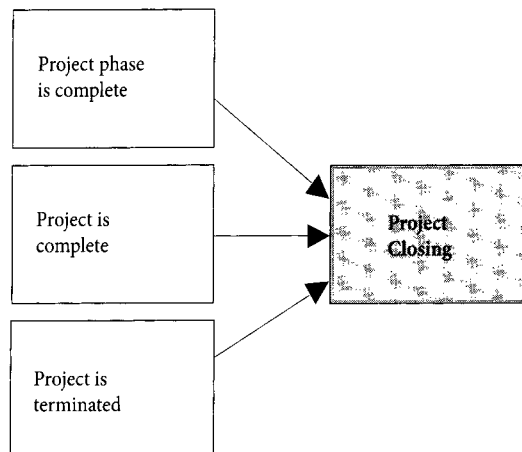 Project phase
is complete
Project is
complete
Project is
terminated
Project
Closing